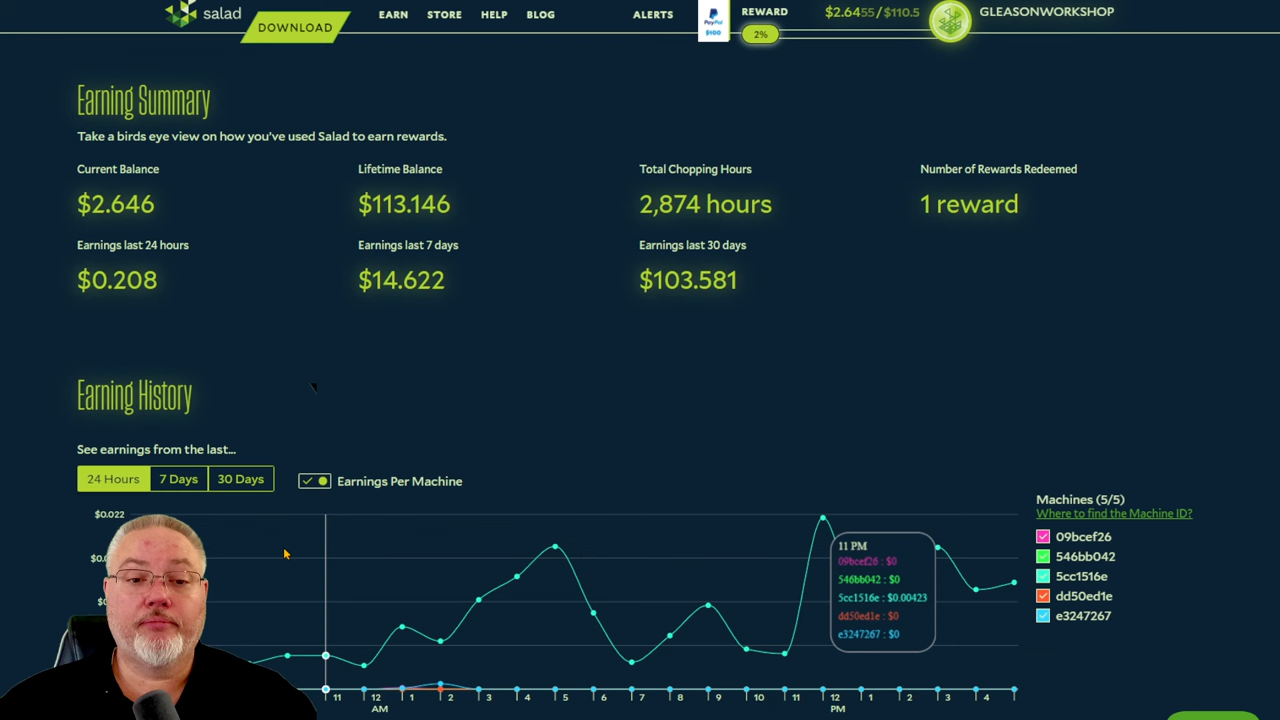 salad
DOWNLOAD
EARN STORE HELP BLOG ALERTS
PayPal
$100
REWARD
2%
$2.6455/$110.5
GLEASONWORKSHOP
Earning Summary
Take a birds eye view on how you've used Salad to earn rewards.
Current Balance Lifetime Balance Total Chopping Hours Number of Rewards Redeemed
$2.646 $113.146 2,874 hours 1 reward
Earnings last 24 hours Earnings last 7 days Earnings last 30 days
$0.208 $14.622 $103.581
Earning History
See earnings from the last...
24 Hours 7 Days 30 Days
Earnings Per Machine
Machines (5/5)
Where to find the Machine ID?
09bcef26
546bb042
5cc1516e
dd50ed1e
e3247267
$0.022
11 PM
09bcef26 : $0
546bb042 : $0
5cc1516e : $0.00423
dd50ed1e : $0
e3247267 : $0
11 12 1 2 3 4 5 6 7 8 9 10 11 12 1 2 3 4
AM PM